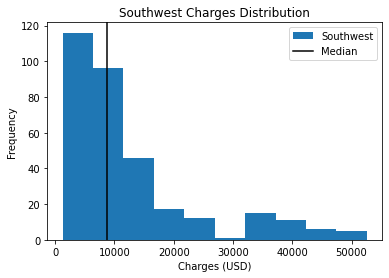 Southwest Charges Distribution
Southwest
Median
120
100
80
60
40
20
0
Frequency
0 10000 20000 30000 40000 50000
Charges (USD)